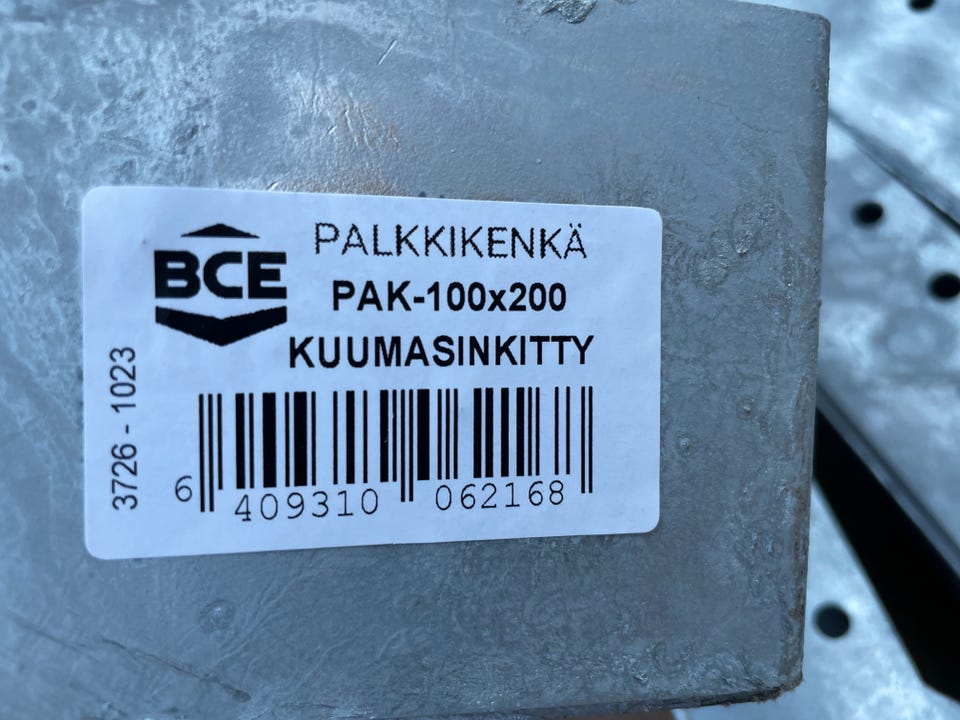 BCE
PALKKIKENKÄ
PAK-100x200
KUUMASINKITTY
3726 - 1023
6 409310 062168